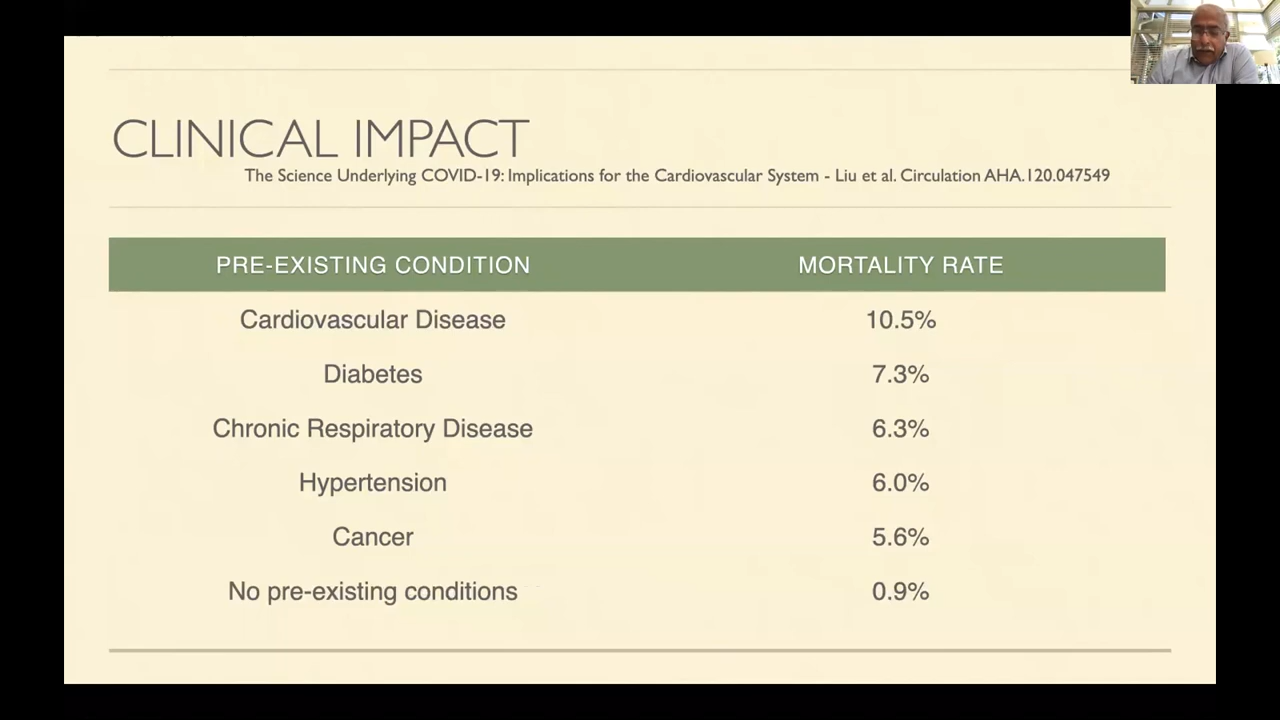 CLINICAL IMPACT
The Science Underlying COVID-19: Implications for the Cardiovascular System - Liu et al. Circulation AHA.120.047549
PRE-EXISTING CONDITION MORTALITY RATE
Cardiovascular Disease 10.5%
Diabetes 7.3%
Chronic Respiratory Disease 6.3%
Hypertension 6.0%
Cancer 5.6%
No pre-existing conditions 0.9%